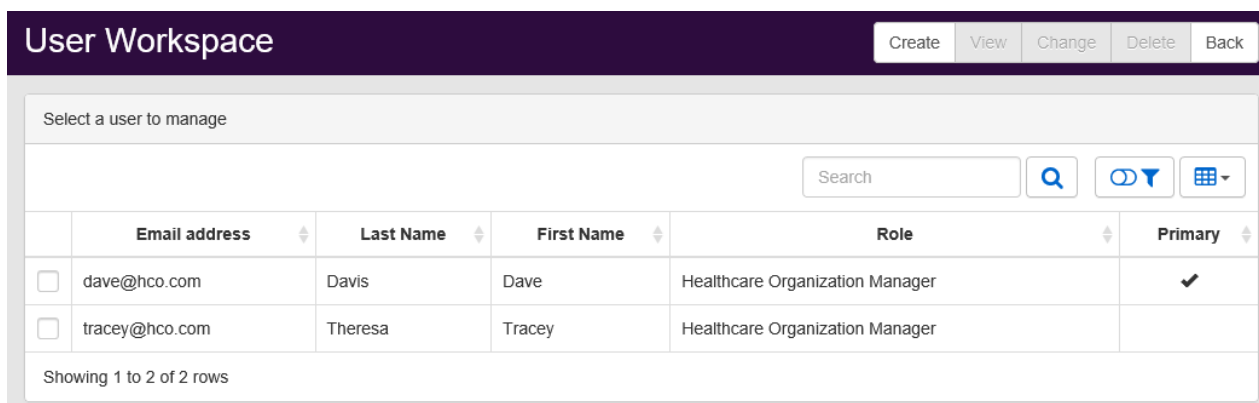 User Workspace Create View Change Delete Back
Select a user to manage
Search
Email address Last Name First Name Role Primary
dave@hco.com Davis Dave Healthcare Organization Manager
tracey@hco.com Theresa Tracey Healthcare Organization Manager
Showing 1 to 2 of 2 rows